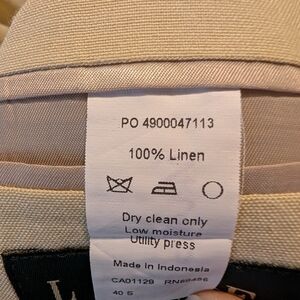 PO 4900047113
100% Linen
Dry clean only
Low moisture
Utility press
Made in Indonesia
CA01129
40 S